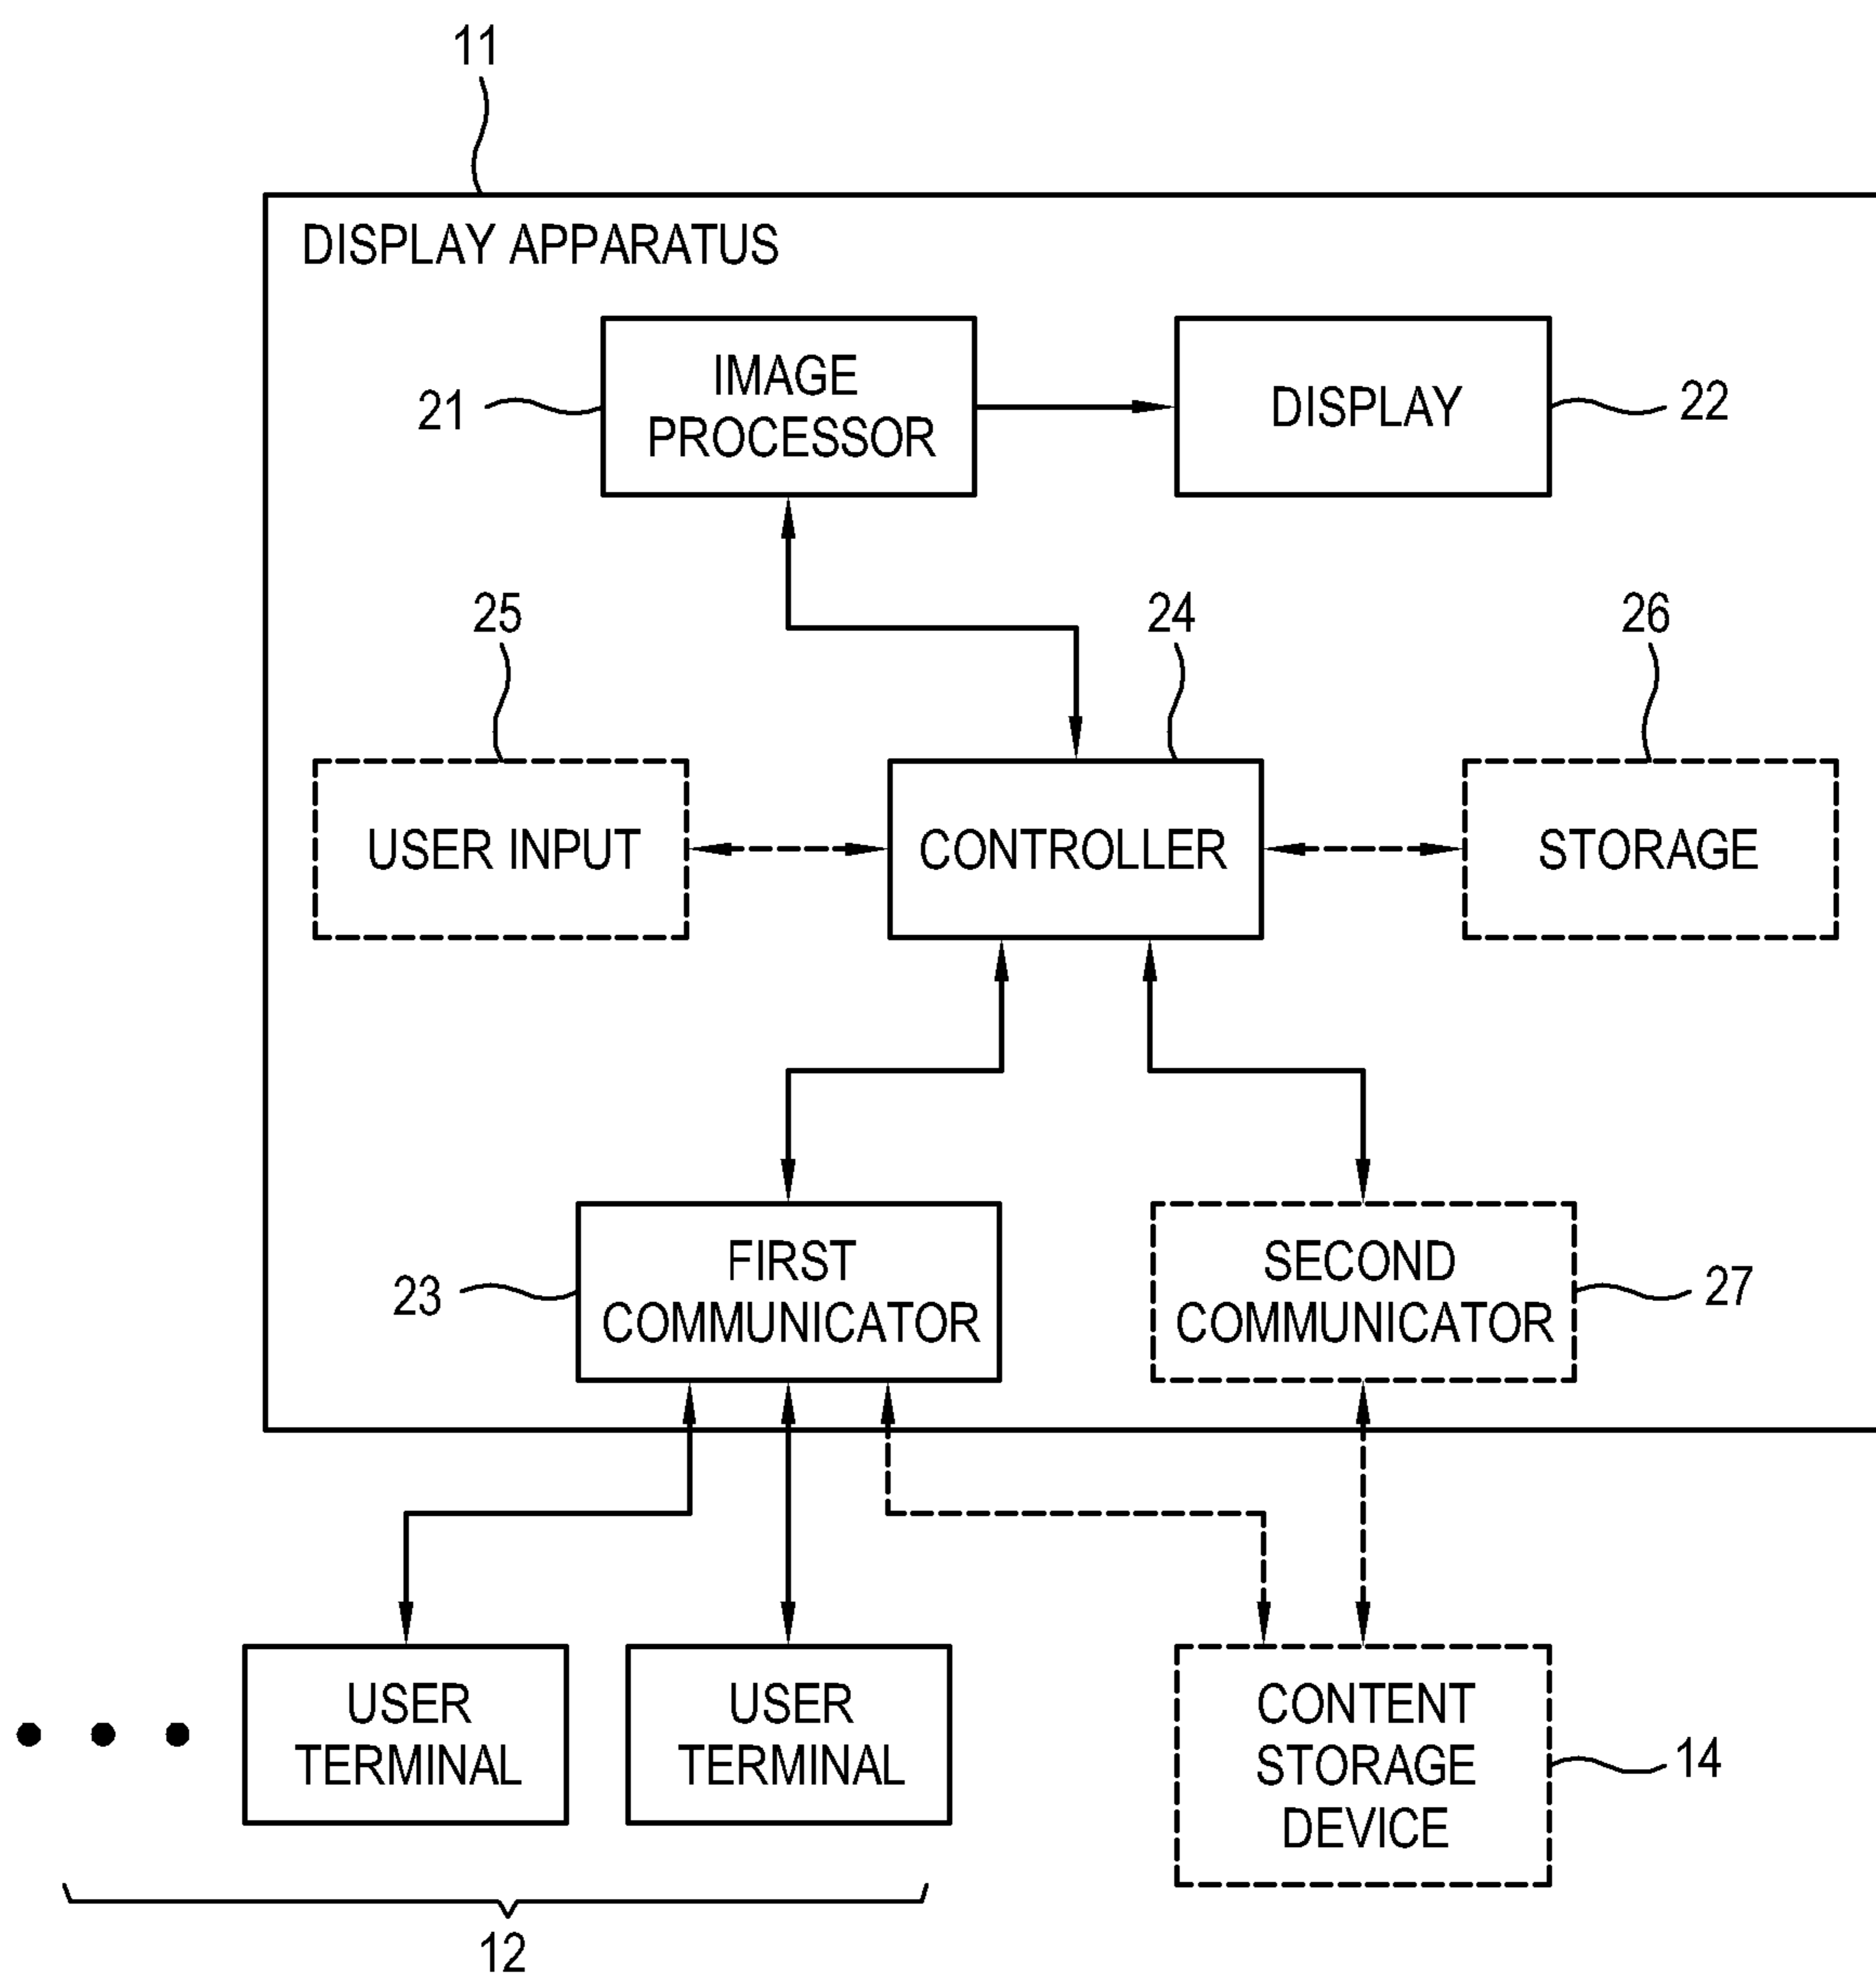 11
DISPLAY APPARATUS
IMAGE
PROCESSOR
21
DISPLAY
22
25
24
26
USER INPUT
CONTROLLER
STORAGE
FIRST
COMMUNICATOR
23
SECOND
COMMUNICATOR
27
USER
TERMINAL
USER
TERMINAL
CONTENT
STORAGE
DEVICE
14
12